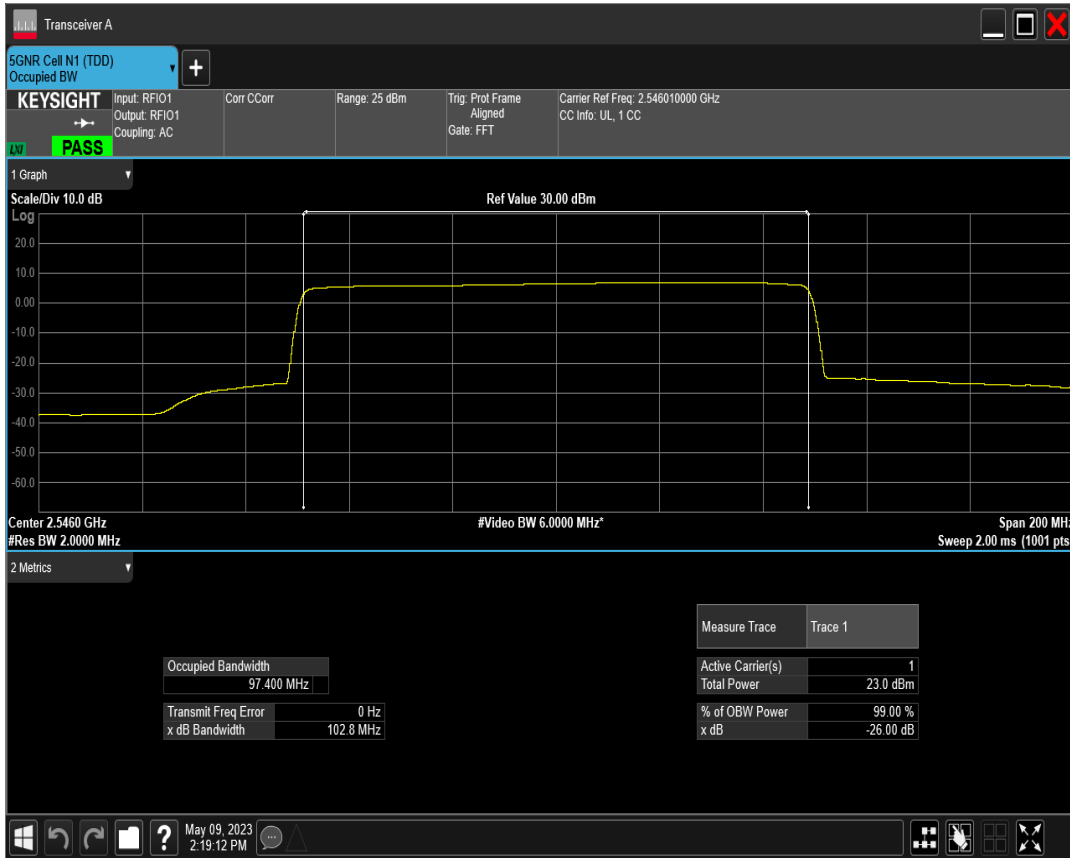 Transceiver A
5GNR Cell N1 (TDD)
Occupied BW
+
KEYSIGHT
LXI
PASS
Input: RFIO1
Output: RFIO1
Coupling: AC
Corr CCorr
Range: 25 dBm
Trig: Prot Frame
Aligned
Gate: FFT
Carrier Ref Freq: 2.546010000 GHz
CC Info: UL, 1 CC
1 Graph
Scale/Div 10.0 dB
Ref Value 30.00 dBm
Log
20.0
10.0
0.00
-10.0
-20.0
-30.0
-40.0
-50.0
-60.0
Center 2.5460 GHz
#Video BW 6.0000 MHz*
Span 200 MHz
#Res BW 2.0000 MHz
Sweep 2.00 ms (1001 pts
2 Metrics
Measure Trace Trace 1
Occupied Bandwidth
97.400 MHz
Active Carrier(s) 1
Total Power 23.0 dBm
Transmit Freq Error 0 Hz
x dB Bandwidth 102.8 MHz
% of OBW Power 99.00 %
x dB -26.00 dB
?
May 09, 2023
2:19:12 PM